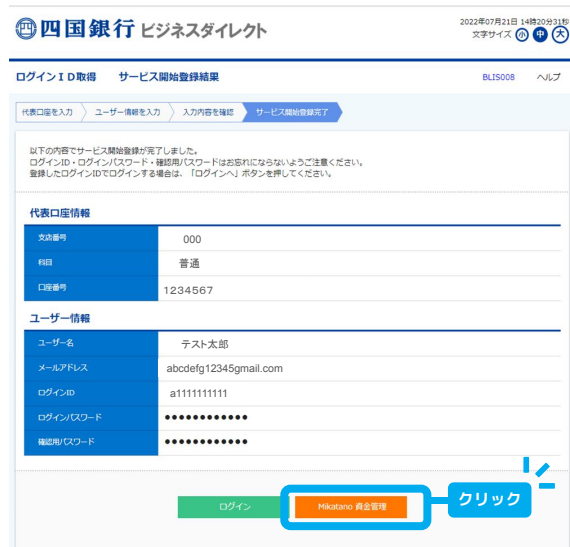 四国銀行 ビジネスダイレクト
2022年07月21日 14時20分31秒
文字サイズ 小 中 大
ログインID取得 サービス開始登録結果
BLIS008 ヘルプ
代表口座を入力 ユーザー情報を入力 入力内容を確認 サービス開始登録完了
以下の内容でサービス開始登録が完了しました。
ログインID・ログインパスワード・確認用パスワードはお忘れにならないようご注意ください。
登録したログインIDでログインする場合は、「ログインへ」ボタンを押してください。
代表口座情報
支店番号 000
科目 普通
口座番号 1234567
ユーザー情報
ユーザー名 テスト太郎
メールアドレス abcdefg12345gmail.com
ログインID a1111111111
ログインパスワード ●●●●●●●●●●●●
確認用パスワード ●●●●●●●●●●●●
ログイン Mikatano 資金管理 クリック